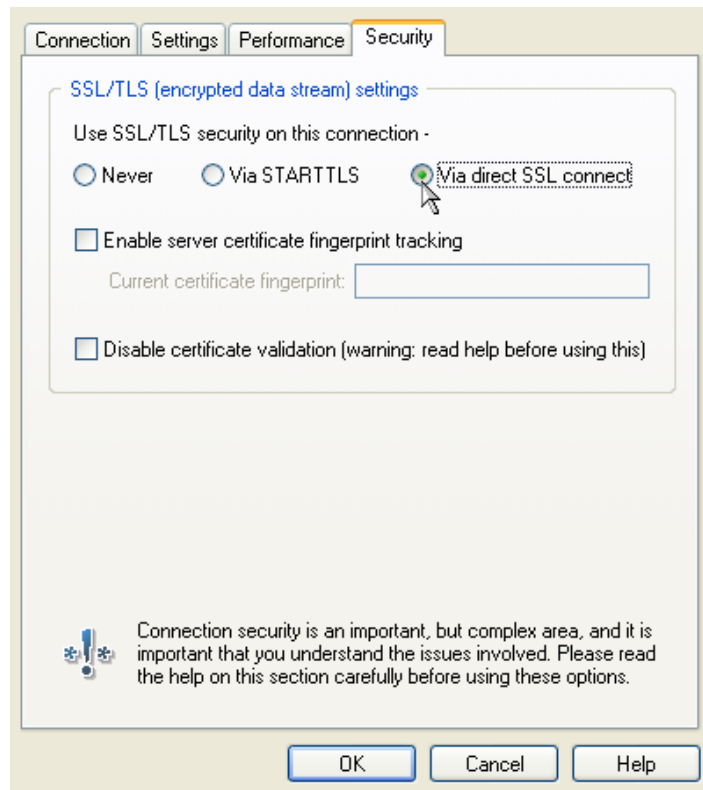 Connection Settings Performance Security
SSL/TLS (encrypted data stream) settings
Use SSL/TLS security on this connection -
Never Via STARTTLS Via direct SSL connect
Enable server certificate fingerprint tracking
Current certificate fingerprint:
Disable certificate validation (warning: read help before using this)
Connection security is an important, but complex area, and it is
important that you understand the issues involved. Please read
the help on this section carefully before using these options.
OK Cancel Help